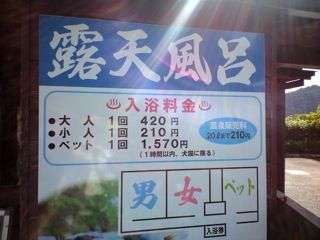 露天風呂
♨入浴料金♨
●大人 1回 420円
●小人 1回 210円
●ペット 1回 1,570円
(1時間以内、犬猫に限る)
温泉販売料
20ℓまで210円
男 女 ペット
入浴券